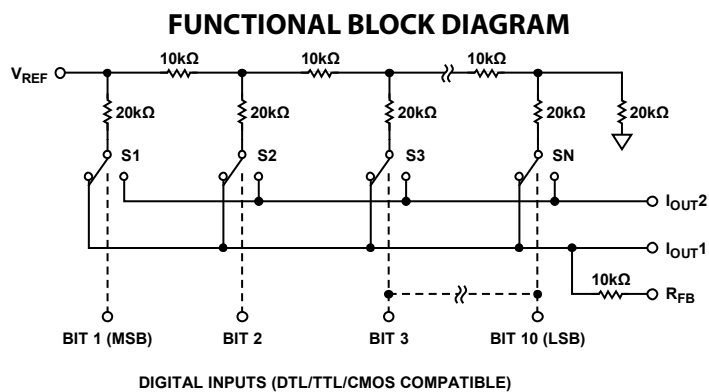 FUNCTIONAL BLOCK DIAGRAM
10kΩ 10kΩ 10kΩ
VREF
20kΩ 20kΩ 20kΩ 20kΩ 20kΩ
S1 S2 S3 SN
IOUT2
IOUT1
10kΩ
RFB
BIT 1 (MSB) BIT 2 BIT 3 BIT 10 (LSB)
DIGITAL INPUTS (DTL/TTL/CMOS COMPATIBLE)